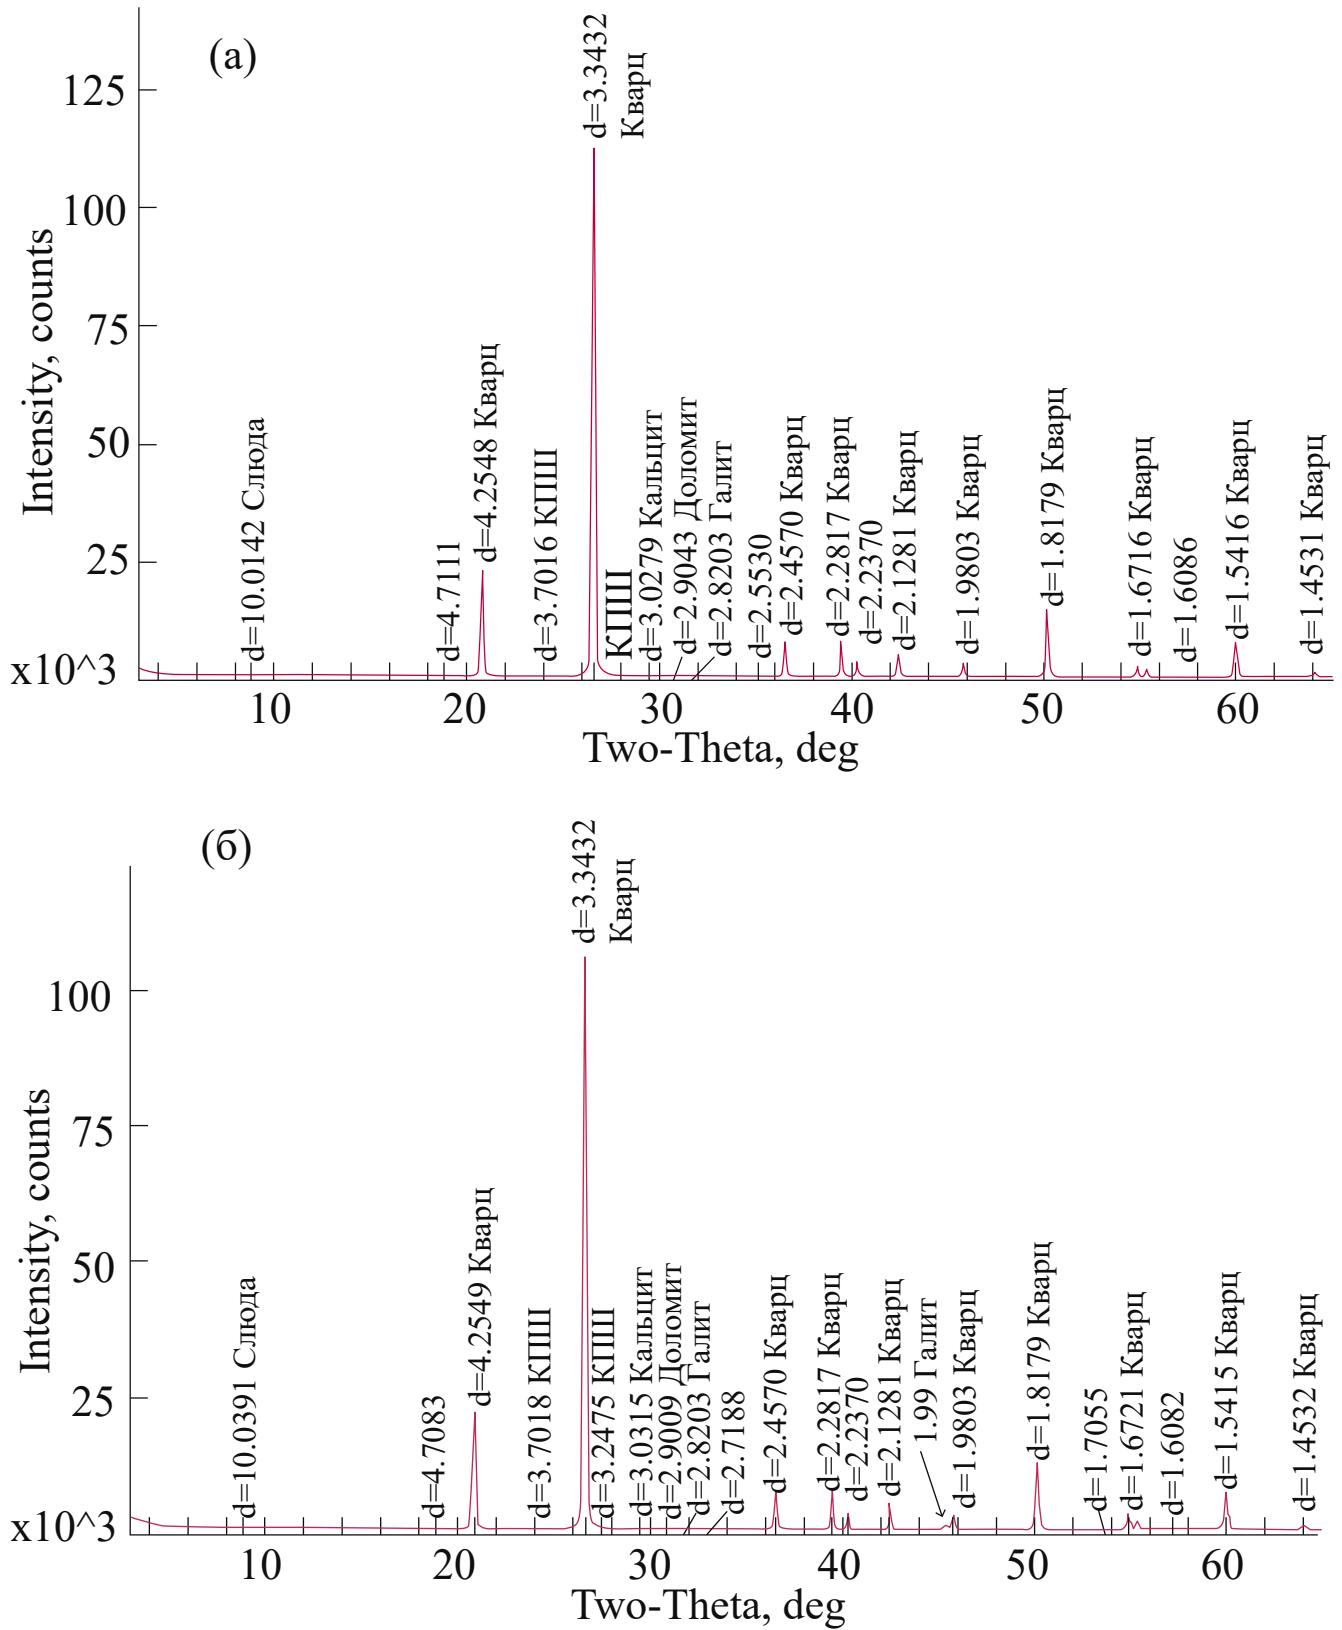 (а)
Intensity, counts
125
100
75
50
25
x10^3
d=10.0142 Слюда
d=4.7111
d=4.2548 Кварц
d=3.7016 КПШ
d=3.3432
Кварц
КПШ
d=3.0279 Кальцит
d=2.9043 Доломит
d=2.8203 Галит
d=2.5530
d=2.4570 Кварц
d=2.2817 Кварц
d=2.2370
d=2.1281 Кварц
d=1.9803 Кварц
d=1.8179 Кварц
d=1.6716 Кварц
d=1.6086
d=1.5416 Кварц
d=1.4531 Кварц
10 20 30 40 50 60
Two-Theta, deg
(б)
Intensity, counts
100
75
50
25
x10^3
d=10.0391 Слюда
d=4.7083
d=4.2549 Кварц
d=3.7018 КПШ
d=3.3432
Кварц
d=3.2475 КПШ
d=3.0315 Кальцит
d=2.9009 Доломит
d=2.8203 Галит
d=2.7188
d=2.4570 Кварц
d=2.2817 Кварц
d=2.2370
d=2.1281 Кварц
1.99 Галит
d=1.9803 Кварц
d=1.8179 Кварц
d=1.7055
d=1.6721 Кварц
d=1.6082
d=1.5415 Кварц
d=1.4532 Кварц
10 20 30 40 50 60
Two-Theta, deg